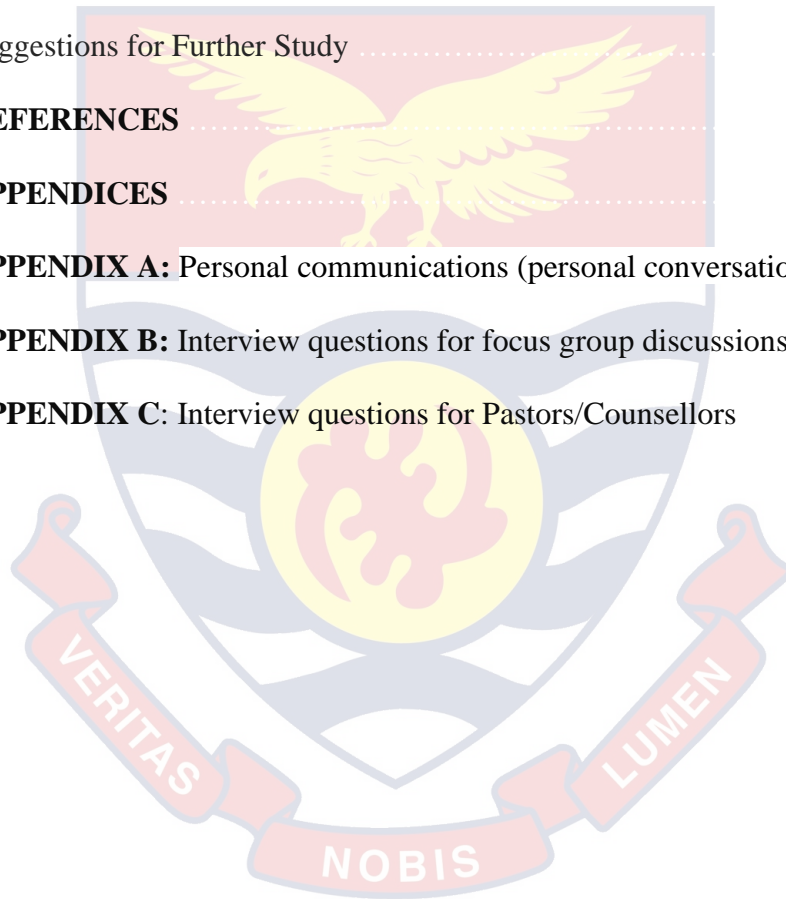 ggestions for Further Study ........................................
EFERENCES ........................................
PPENDICES ........................................
PPENDIX A: Personal communications (personal conversatio
PPENDIX B: Interview questions for focus group discussions
PPENDIX C: Interview questions for Pastors/Counsellors
VERITAS
NOBIS
LUMEN